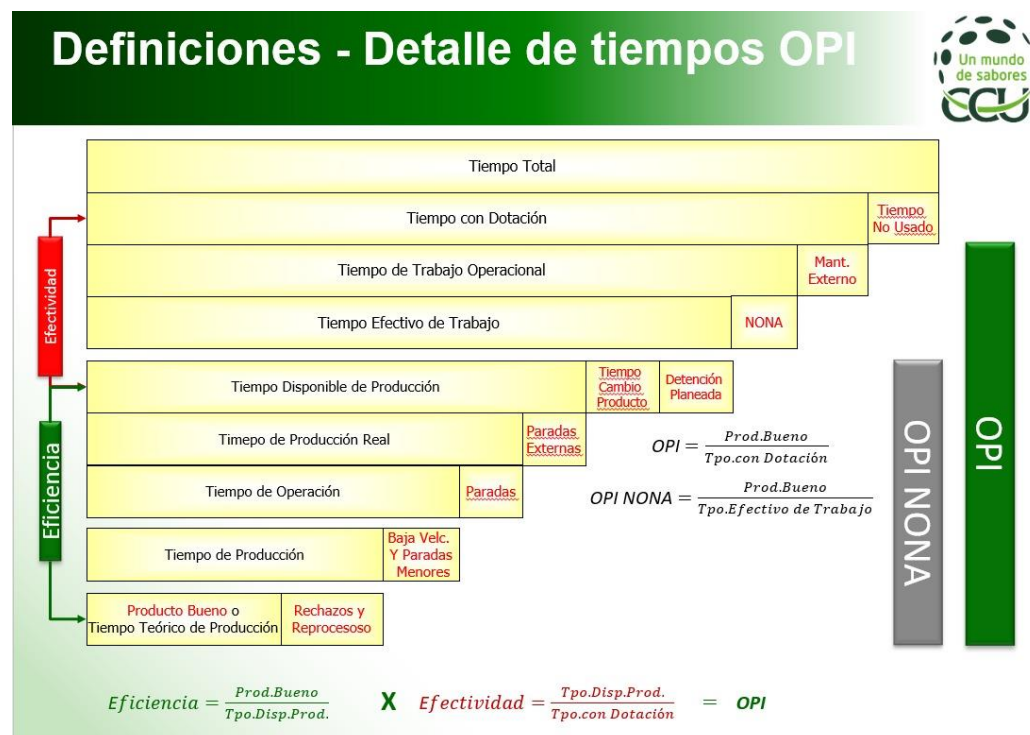 Definiciones - Detalle de tiempos OPI
Un mundo
de sabores
CCU
Tiempo Total
Tiempo con Dotación
Tiempo
No Usado
Tiempo de Trabajo Operacional
Mant.
Externo
Tiempo Efectivo de Trabajo
NONA
Efectividad
Tiempo Disponible de Producción
Tiempo
Cambio
Producto
Detención
Planeada
Timepo de Producción Real
Paradas
Externas
OPI = Prod.Bueno / Tpo.con Dotación
Tiempo de Operación
Paradas
OPI NONA = Prod.Bueno / Tpo.Efectivo de Trabajo
Eficiencia
Tiempo de Producción
Baja Velc.
Y Paradas
Menores
OPI NONA
OPI
Producto Bueno o
Tiempo Teórico de Producción
Rechazos y
Reprocesoso
Eficiencia = Prod.Bueno / Tpo.Disp.Prod. X Efectividad = Tpo.Disp.Prod. / Tpo.con Dotación = OPI